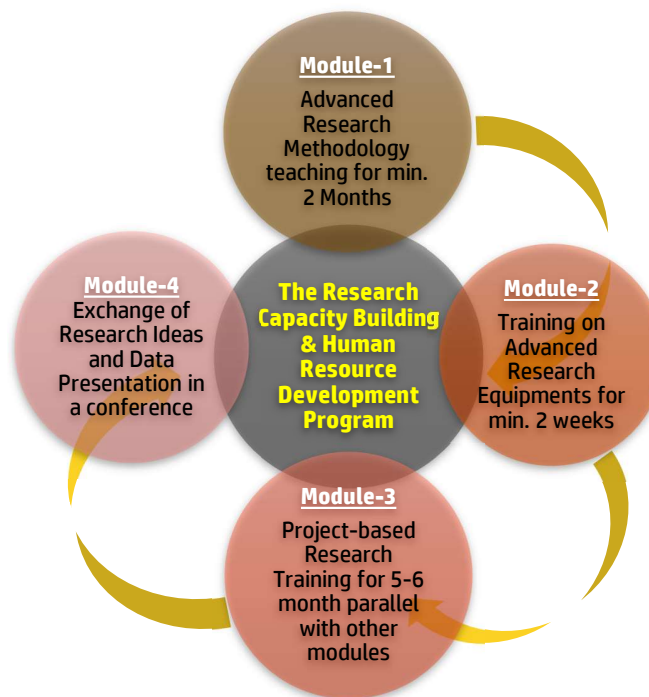 Module-1
Advanced
Research
Methodology
teaching for min.
2 Months
Module-4
Exchange of
Research Ideas
and Data
Presentation in
a conference
The Research
Capacity Building
& Human
Resource
Development
Program
Module-2
Training on
Advanced
Research
Equipments for
min. 2 weeks
Module-3
Project-based
Research
Training for 5-6
month parallel
with other
modules